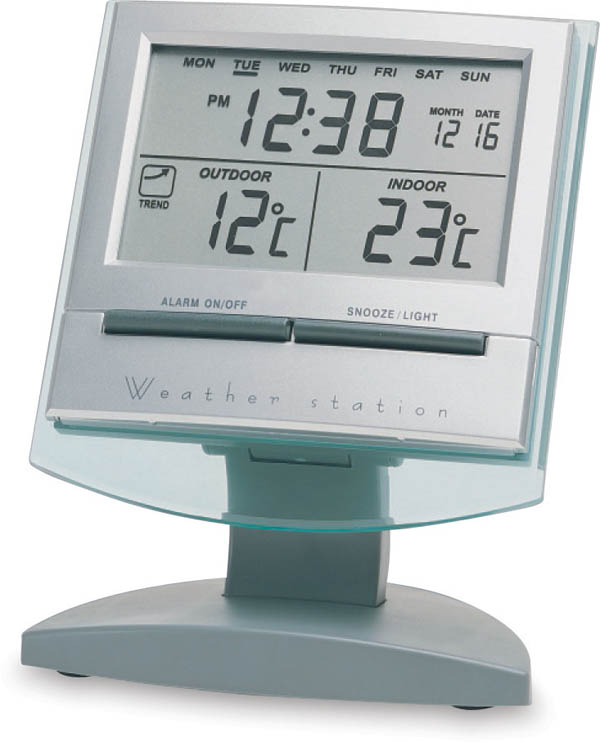 MON TUE WED THU FRI SAT SUN
PM 12:38
MONTH DATE
12 16
OUTDOOR
TREND
12°C
INDOOR
23°C
ALARM ON/OFF
SNOOZE/LIGHT
Weather station